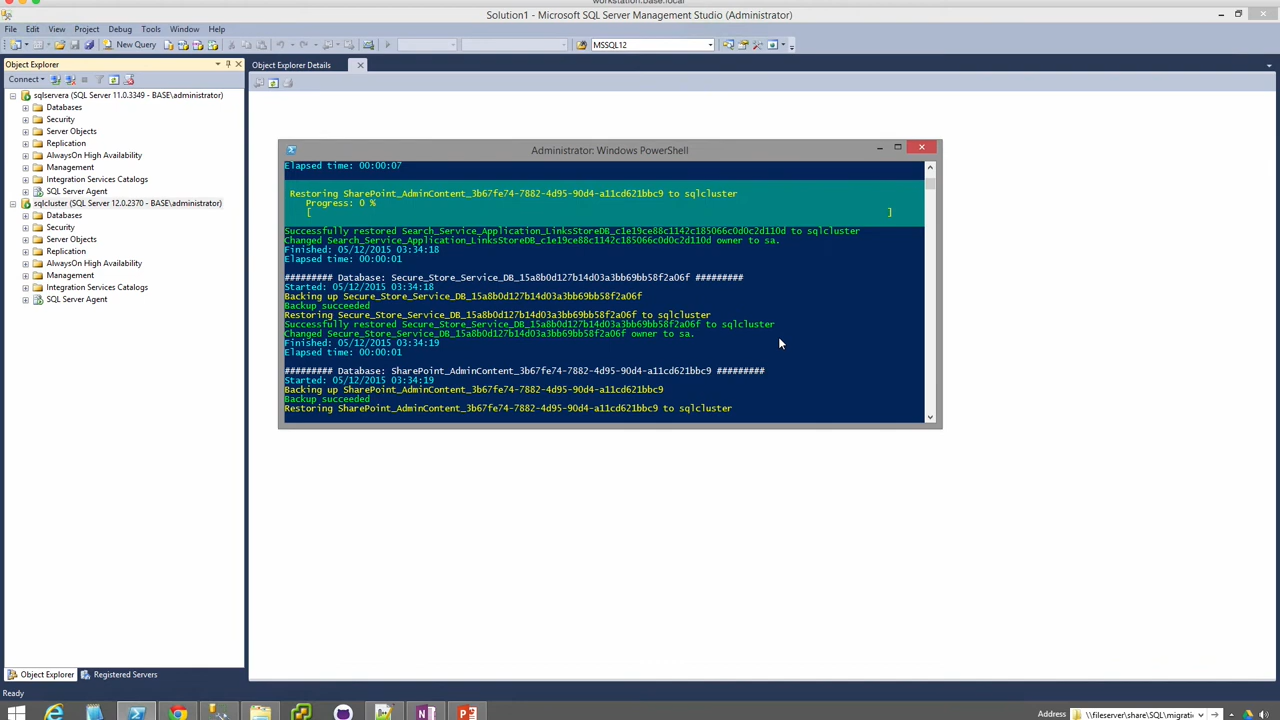 workstation.base.local
Solution1 - Microsoft SQL Server Management Studio (Administrator)
File Edit View Project Debug Tools Window Help
New Query
MSSQL12
Object Explorer
Object Explorer Details
Connect
sqlservera (SQL Server 11.0.3349 - BASE\administrator)
Databases
Security
Server Objects
Replication
AlwaysOn High Availability
Management
Integration Services Catalogs
SQL Server Agent
sqlcluster (SQL Server 12.0.2370 - BASE\administrator)
Databases
Security
Server Objects
Replication
AlwaysOn High Availability
Management
Integration Services Catalogs
SQL Server Agent
Administrator: Windows PowerShell
Elapsed time: 00:00:07
Restoring SharePoint_AdminContent_3b67fe74-7882-4d95-90d4-a11cd621bbc9 to sqlcluster
Progress: 0 %
[ ]
Successfully restored Search_Service_Application_LinksStoreDB_c1e19ce88c1142c185066c0d0c2d110d to sqlcluster
Changed Search_Service_Application_LinksStoreDB_c1e19ce88c1142c185066c0d0c2d110d owner to sa.
Finished: 05/12/2015 03:34:18
Elapsed time: 00:00:01
######### Database: Secure_Store_Service_DB_15a8b0d127b14d03a3bb69bb58f2a06f #########
Started: 05/12/2015 03:34:18
Backing up Secure_Store_Service_DB_15a8b0d127b14d03a3bb69bb58f2a06f
Backup succeeded
Restoring Secure_Store_Service_DB_15a8b0d127b14d03a3bb69bb58f2a06f to sqlcluster
Successfully restored Secure_Store_Service_DB_15a8b0d127b14d03a3bb69bb58f2a06f to sqlcluster
Changed Secure_Store_Service_DB_15a8b0d127b14d03a3bb69bb58f2a06f owner to sa.
Finished: 05/12/2015 03:34:19
Elapsed time: 00:00:01
######### Database: SharePoint_AdminContent_3b67fe74-7882-4d95-90d4-a11cd621bbc9 #########
Started: 05/12/2015 03:34:19
Backing up SharePoint_AdminContent_3b67fe74-7882-4d95-90d4-a11cd621bbc9
Backup succeeded
Restoring SharePoint_AdminContent_3b67fe74-7882-4d95-90d4-a11cd621bbc9 to sqlcluster
Object Explorer Registered Servers
Ready
Address \\fileserver\share\SQL\migrati